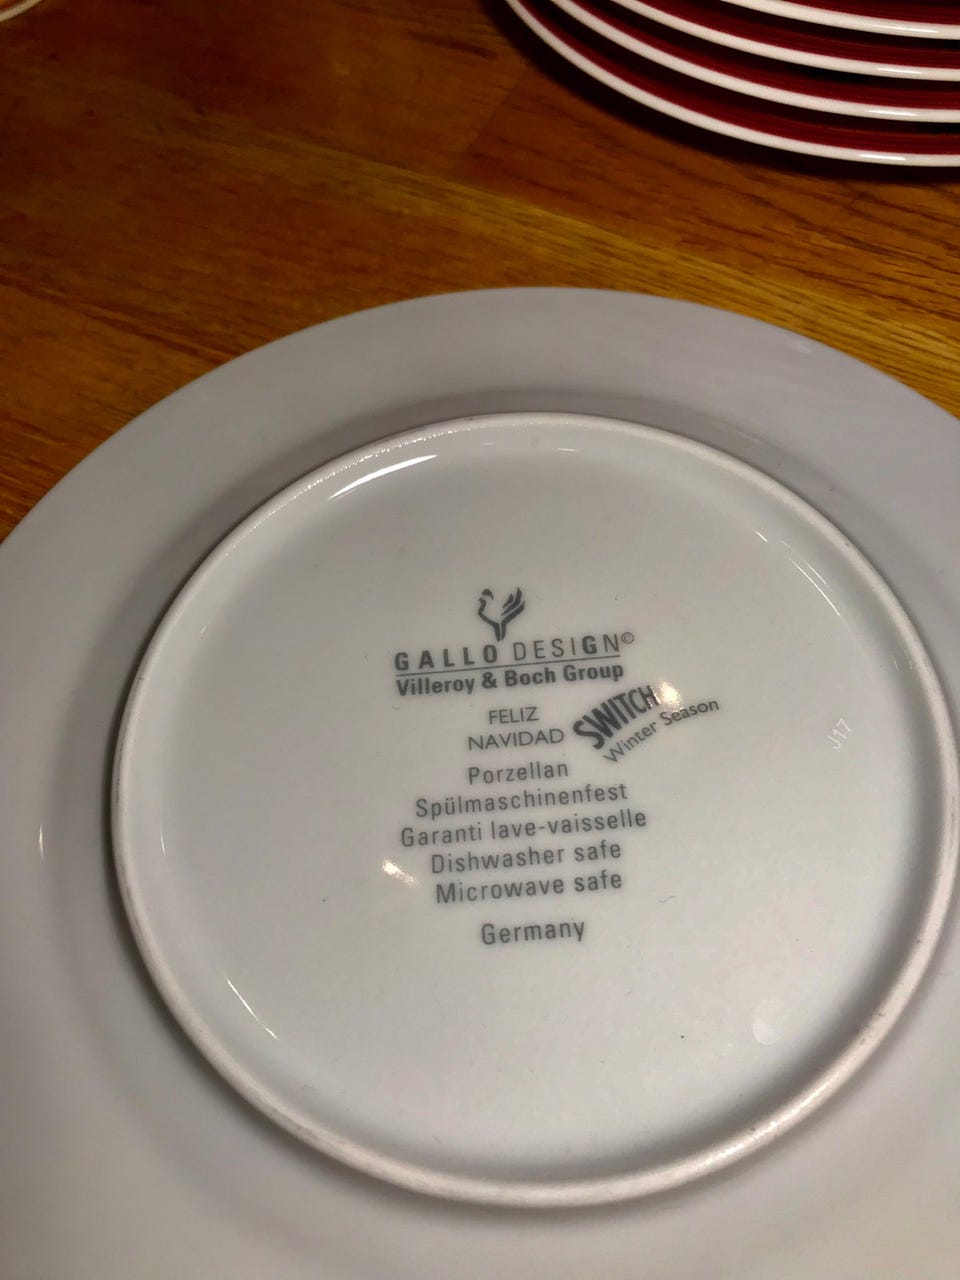 GALLO DESIGN©
Villeroy & Boch Group
FELIZ
NAVIDAD
SWITCH
Winter Season
Porzellan
Spülmaschinenfest
Garanti lave-vaisselle
Dishwasher safe
Microwave safe
Germany
J17